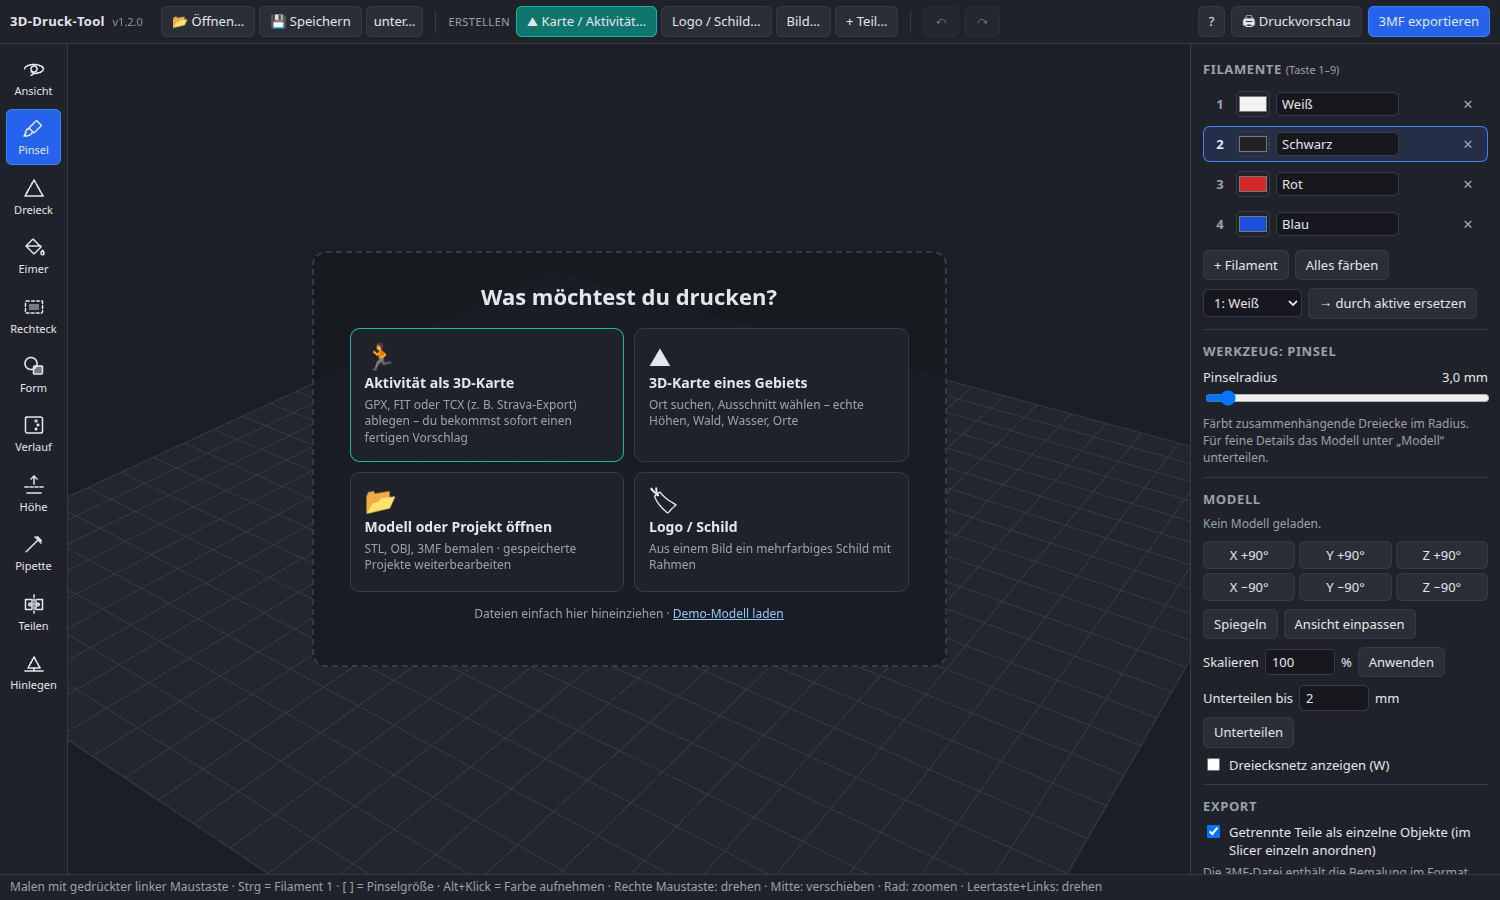 3D-Druck-Tool v1.2.0 Öffnen... Speichern unter... ERSTELLEN Karte / Aktivität... Logo / Schild... Bild... + Teil... ? Druckvorschau 3MF exportieren
Ansicht
Pinsel
Dreieck
Eimer
Rechteck
Form
Verlauf
Höhe
Pipette
Teilen
Hinlegen
Was möchtest du drucken?
Aktivität als 3D-Karte
GPX, FIT oder TCX (z. B. Strava-Export)
ablegen – du bekommst sofort einen
fertigen Vorschlag
3D-Karte eines Gebiets
Ort suchen, Ausschnitt wählen – echte
Höhen, Wald, Wasser, Orte
Modell oder Projekt öffnen
STL, OBJ, 3MF bemalen · gespeicherte
Projekte weiterbearbeiten
Logo / Schild
Aus einem Bild ein mehrfarbiges Schild mit
Rahmen
Dateien einfach hier hineinziehen · Demo-Modell laden
FILAMENTE (Taste 1–9)
1 Weiß ×
2 Schwarz ×
3 Rot ×
4 Blau ×
+ Filament Alles färben
1: Weiß → durch aktive ersetzen
WERKZEUG: PINSEL
Pinselradius 3,0 mm
Färbt zusammenhängende Dreiecke im Radius.
Für feine Details das Modell unter „Modell“
unterteilen.
MODELL
Kein Modell geladen.
X +90° Y +90° Z +90°
X −90° Y −90° Z −90°
Spiegeln Ansicht einpassen
Skalieren 100 % Anwenden
Unterteilen bis 2 mm
Unterteilen
Dreiecksnetz anzeigen (W)
EXPORT
Getrennte Teile als einzelne Objekte (im
Slicer einzeln anordnen)
Die 3MF-Datei enthält die Bemalung im Format
Malen mit gedrückter linker Maustaste · Strg = Filament 1 · [ ] = Pinselgröße · Alt+Klick = Farbe aufnehmen · Rechte Maustaste: drehen · Mitte: verschieben · Rad: zoomen · Leertaste+Links: drehen